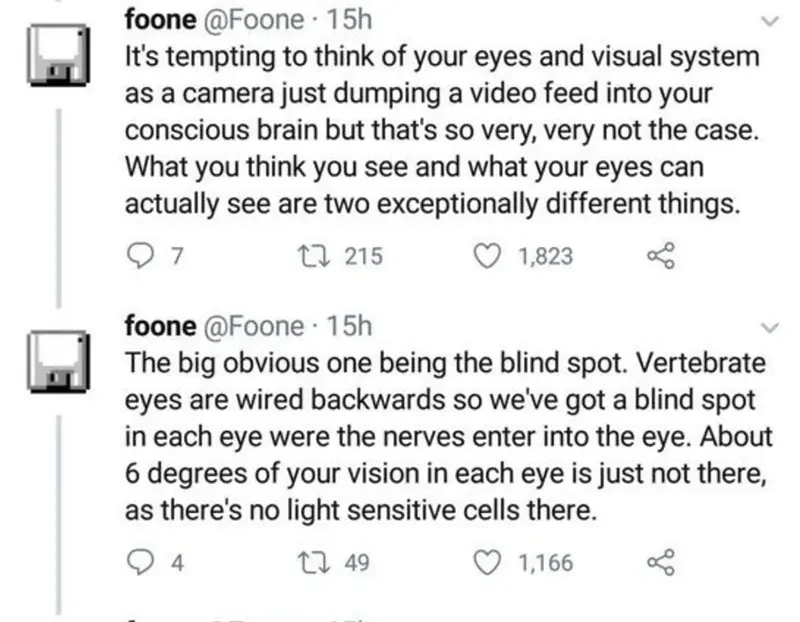 foone @Foone · 15h
It's tempting to think of your eyes and visual system
as a camera just dumping a video feed into your
conscious brain but that's so very, very not the case.
What you think you see and what your eyes can
actually see are two exceptionally different things.
7 215 1,823
foone @Foone · 15h
The big obvious one being the blind spot. Vertebrate
eyes are wired backwards so we've got a blind spot
in each eye were the nerves enter into the eye. About
6 degrees of your vision in each eye is just not there,
as there's no light sensitive cells there.
4 49 1,166